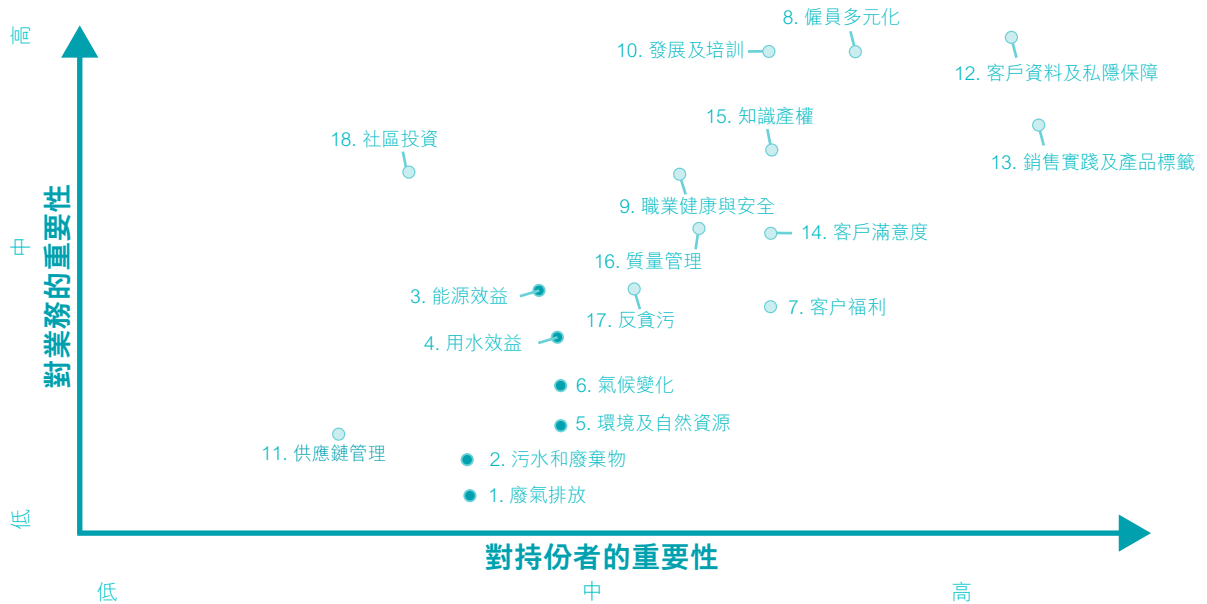 高
8. 僱員多元化
10. 發展及培訓
12. 客戶資料及私隱保障
15. 知識產權
18. 社區投資
13. 銷售實踐及產品標籤
9. 職業健康與安全
中
對業務的重要性
14. 客戶滿意度
16. 質量管理
3. 能源效益
7. 客户福利
17. 反貪污
4. 用水效益
6. 氣候變化
5. 環境及自然資源
11. 供應鏈管理
2. 污水和廢棄物
1. 廢氣排放
低
對持份者的重要性
低
中
高